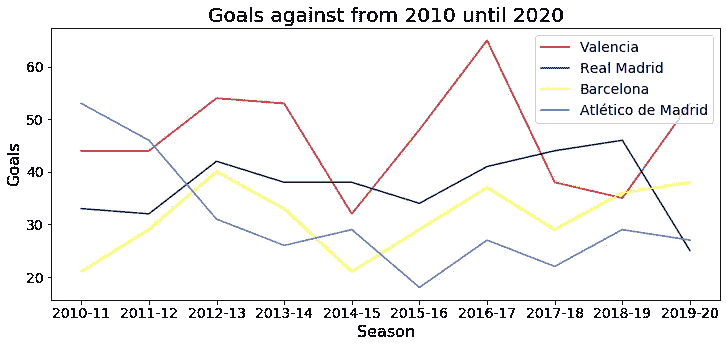 Goals against from 2010 until 2020
Valencia
Real Madrid
Barcelona
Atlético de Madrid
Goals
60
50
40
30
20
2010-11 2011-12 2012-13 2013-14 2014-15 2015-16 2016-17 2017-18 2018-19 2019-20
Season